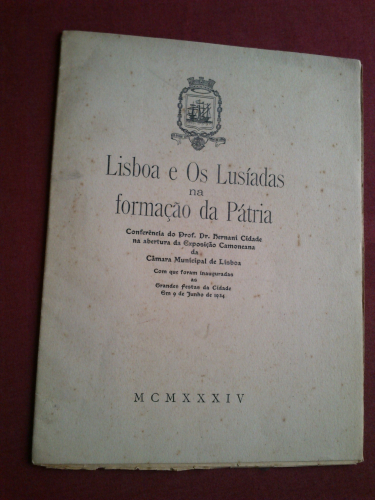 Lisboa e Os Lusíadas
na
formação da Pátria
Conferência do Prof. Dr. Hernani Cidade
na abertura da Exposição Camoneana
da
Câmara Municipal de Lisboa
Com que foram inauguradas
as
Grandes Festas da Cidade
Em 9 de Junho de 1934
MCMXXXIV